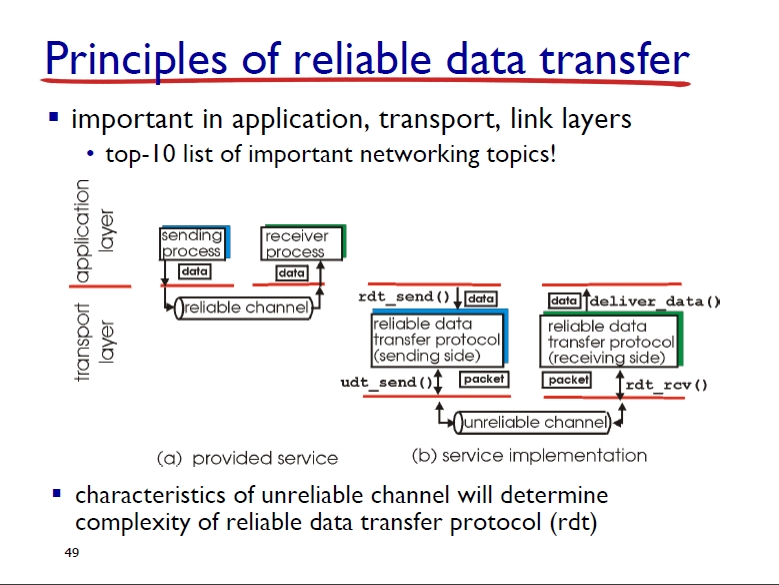 Principles of reliable data transfer
important in application, transport, link layers
top-10 list of important networking topics!
application
layer
transport
layer
sending
process
data
receiver
process
data
reliable channel
(a) provided service
rdt_send()
data
reliable data
transfer protocol
(sending side)
udt_send()
packet
data
deliver_data()
reliable data
transfer protocol
(receiving side)
packet
rdt_rcv()
unreliable channel
(b) service implementation
characteristics of unreliable channel will determine
complexity of reliable data transfer protocol (rdt)
49